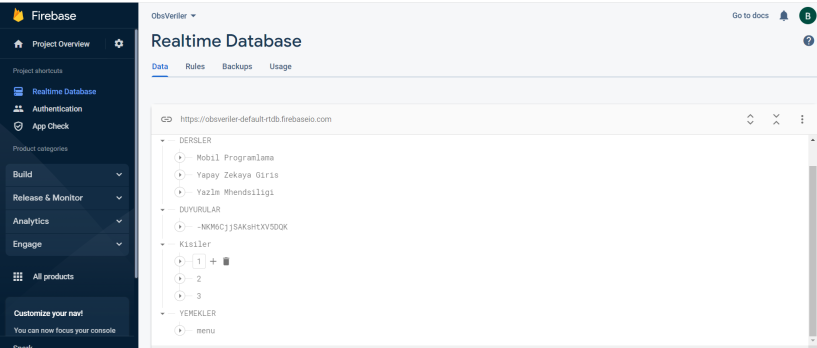 Firebase
Project Overview
Project shortcuts
Realtime Database
Authentication
App Check
Product categories
Build
Release & Monitor
Analytics
Engage
All products
Customize your nav!
You can now focus your console
Spark
ObsVeriler
Go to docs
B
Realtime Database
Data Rules Backups Usage
https://obsveriler-default-rtdb.firebaseio.com
DERSLER
Mobil Programlama
Yapay Zekaya Giris
Yazlm Mhendsiligi
DUYURULAR
-NKM6CjjSAKsHtXV5DQK
Kisiler
1
2
3
YEMEKLER
menu